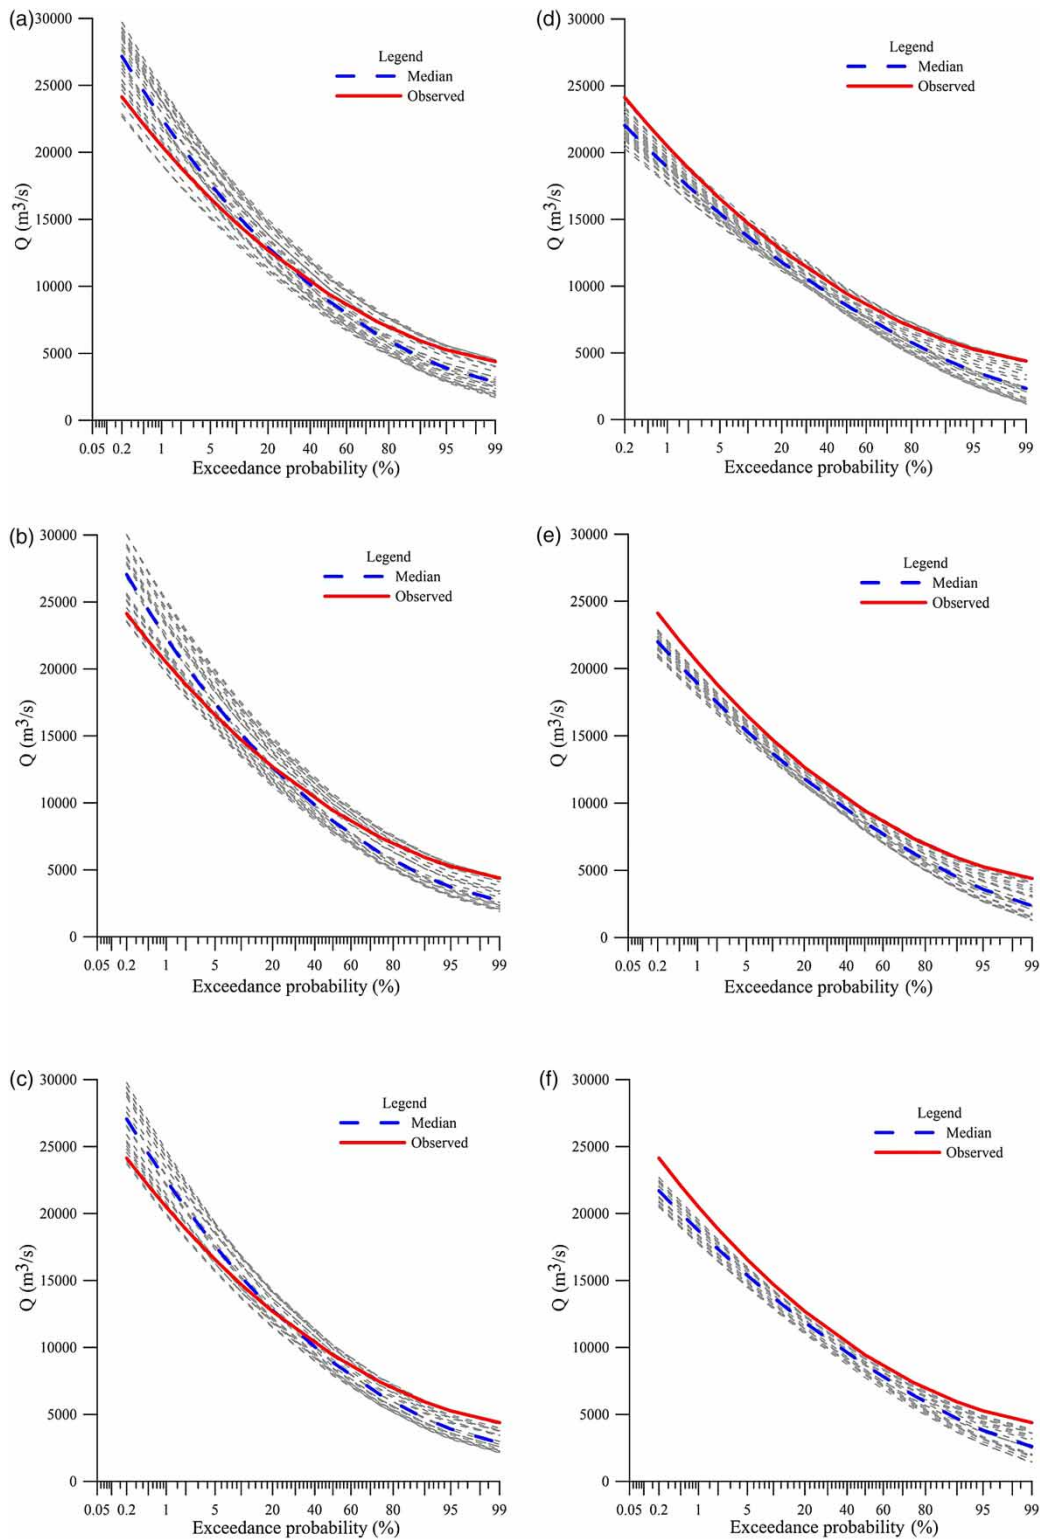 (a)
30000
25000
20000
15000
10000
5000
0
Q (m³/s)
Legend
Median
Observed
0.05 0.2 1 5 20 40 60 80 95 99
Exceedance probability (%)
(d)
30000
25000
20000
15000
10000
5000
0
Q (m³/s)
Legend
Median
Observed
0.2 1 5 20 40 60 80 95 99
Exceedance probability (%)
(b)
30000
25000
20000
15000
10000
5000
0
Q (m³/s)
Legend
Median
Observed
0.05 0.2 1 5 20 40 60 80 95 99
Exceedance probability (%)
(e)
30000
25000
20000
15000
10000
5000
0
Q (m³/s)
Legend
Median
Observed
0.05 0.2 1 5 20 40 60 80 95 99
Exceedance probability (%)
(c)
30000
25000
20000
15000
10000
5000
0
Q (m³/s)
Legend
Median
Observed
0.05 0.2 1 5 20 40 60 80 95 99
Exceedance probability (%)
(f)
30000
25000
20000
15000
10000
5000
0
Q (m³/s)
Legend
Median
Observed
0.05 0.2 1 5 20 40 60 80 95 99
Exceedance probability (%)